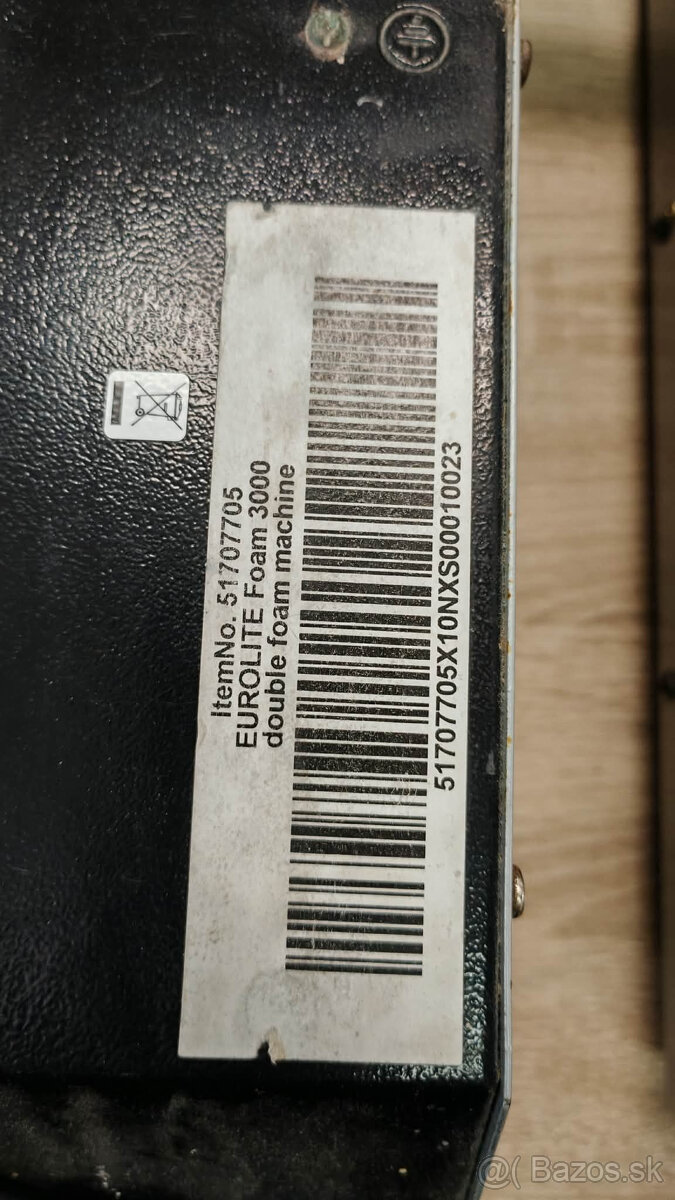 ItemNo. 51707705
EUROLITE Foam 3000
double foam machine
51707705X10NXS00010023
@( Bazos.sk